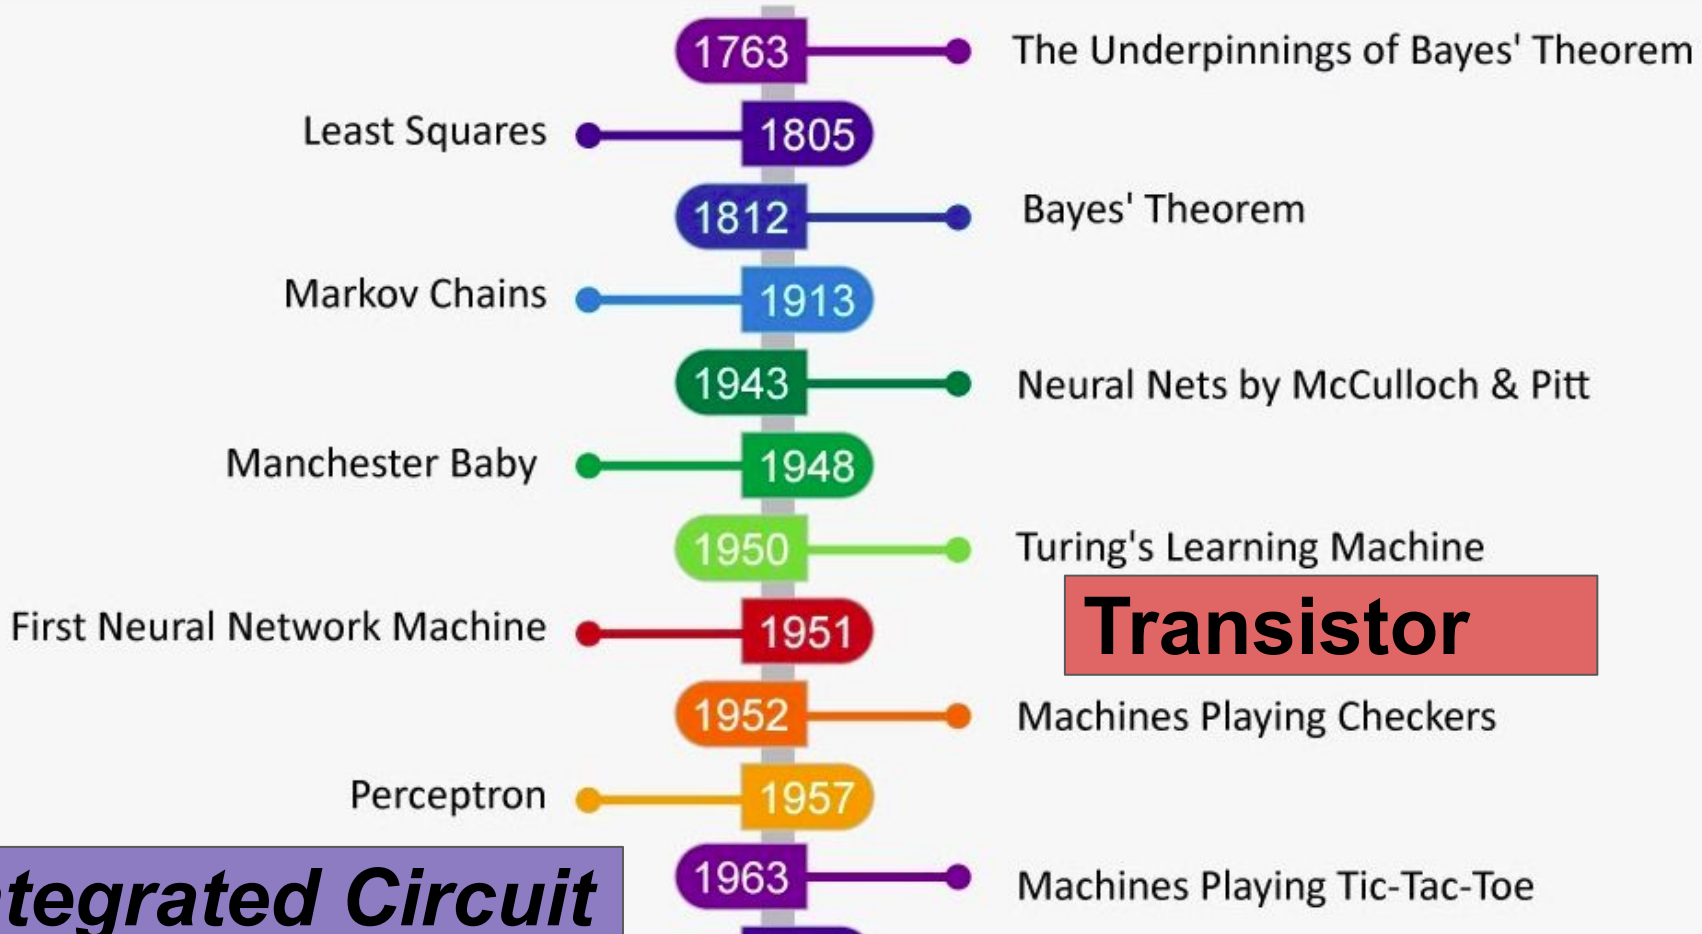 1763 The Underpinnings of Bayes' Theorem
Least Squares 1805
1812 Bayes' Theorem
Markov Chains 1913
1943 Neural Nets by McCulloch & Pitt
Manchester Baby 1948
1950 Turing's Learning Machine
First Neural Network Machine 1951 Transistor
1952 Machines Playing Checkers
Perceptron 1957
1963 Machines Playing Tic-Tac-Toe
tegrated Circuit